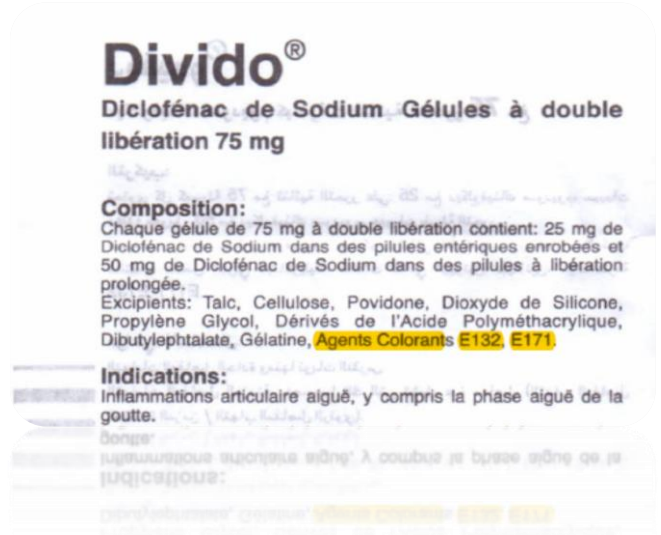 Divido®
Diclofénac de Sodium Gélules à double
libération 75 mg
Composition:
Chaque gélule de 75 mg à double libération contient: 25 mg de
Diclofénac de Sodium dans des pilules entériques enrobées et
50 mg de Diclofénac de Sodium dans des pilules à libération
prolongée.
Excipients: Talc, Cellulose, Povidone, Dioxyde de Silicone,
Propylène Glycol, Dérivés de l'Acide Polyméthacrylique,
Dibutylephtalate, Gélatine, Agents Colorants E132, E171.
Indications:
Inflammations articulaire aiguë, y compris la phase aiguë de la
goutte.